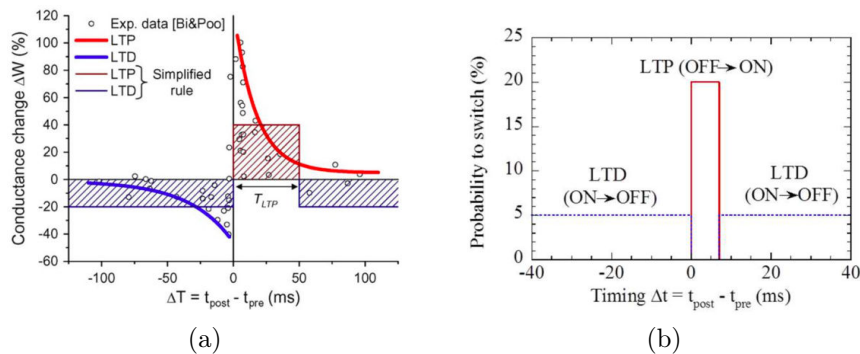 120
100
80
60
40
20
0
-20
-40
-60
Conductance change ΔW (%)
Exp. data [Bi&Poo]
LTP
LTD
LTP
LTD
Simplified
rule
T_LTP
-100
-50
0
50
100
ΔT = t_post - t_pre (ms)
(a)
25
20
15
10
5
0
Probability to switch (%)
LTP (OFF→ON)
LTD
(ON→OFF)
LTD
(ON→OFF)
-40
-20
0
20
40
Timing Δt = t_post - t_pre (ms)
(b)